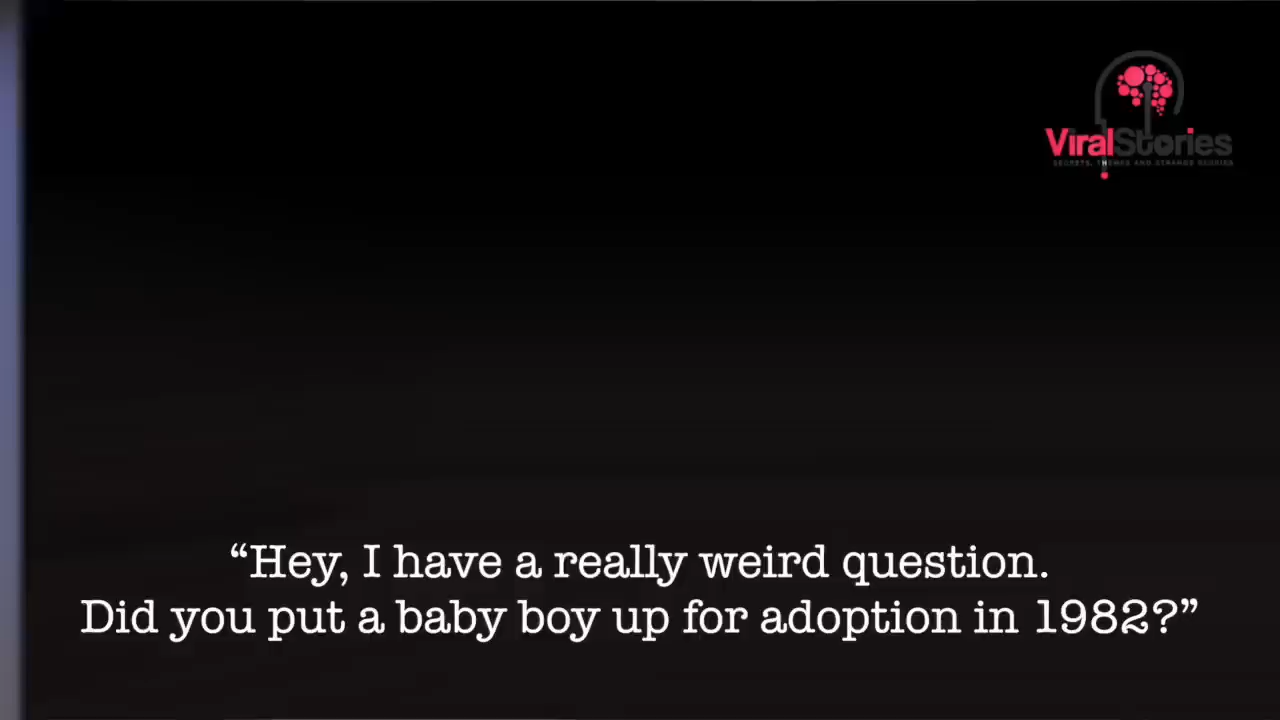 ViralStories
“Hey, I have a really weird question.
Did you put a baby boy up for adoption in 1982?”